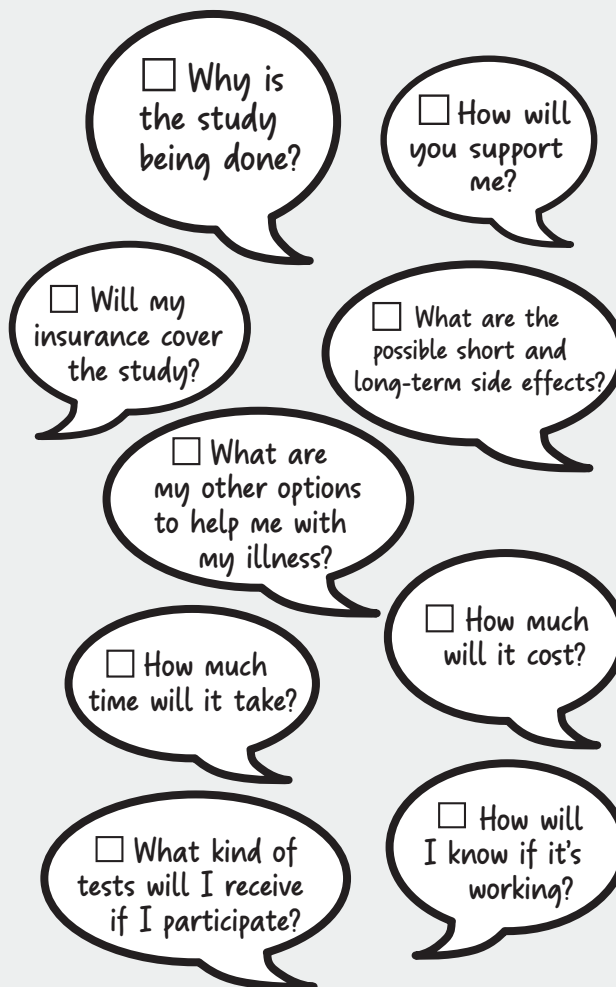 ☐ Why is
the study
being done?
☐ How will
you support
me?
☐ Will my
insurance cover
the study?
☐ What are the
possible short and
long-term side effects?
☐ What are
my other options
to help me with
my illness?
☐ How much
will it cost?
☐ How much
time will it take?
☐ How will
I know if it's
working?
☐ What kind of
tests will I receive
if I participate?